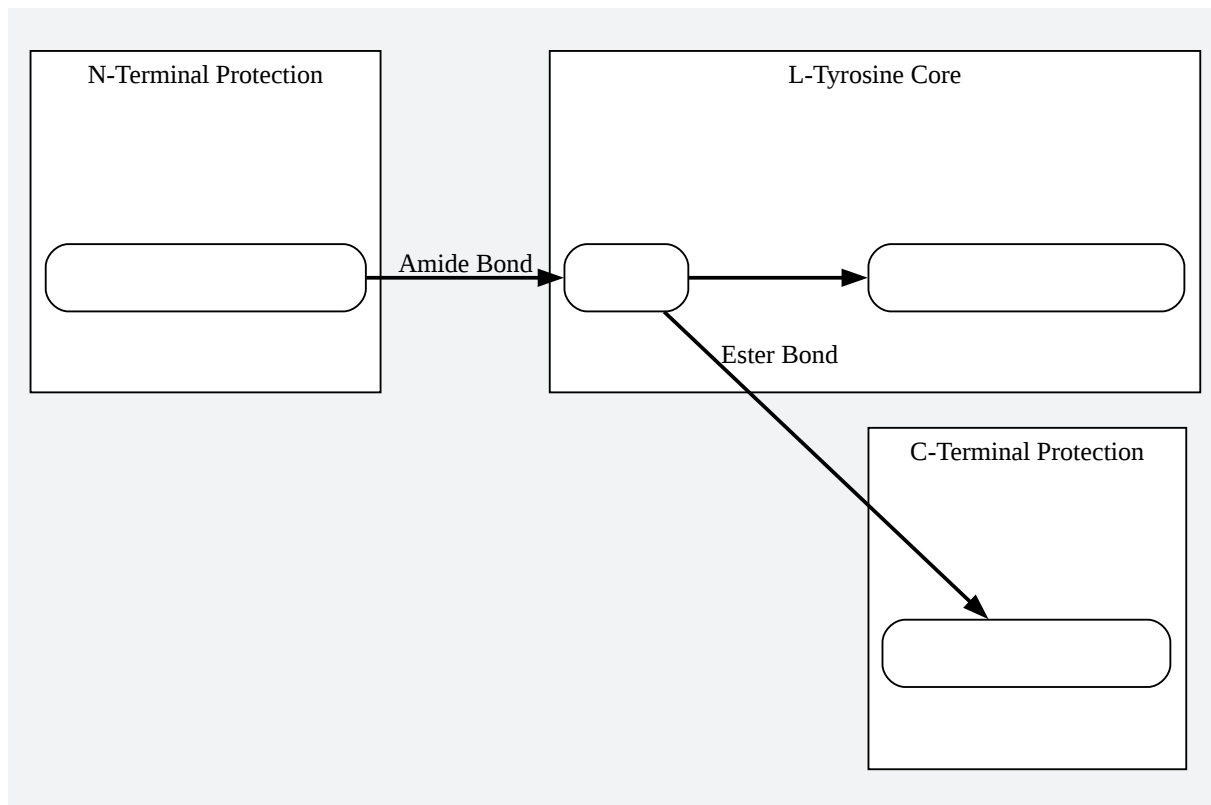 N-Terminal Protection
L-Tyrosine Core
Amide Bond
Ester Bond
C-Terminal Protection